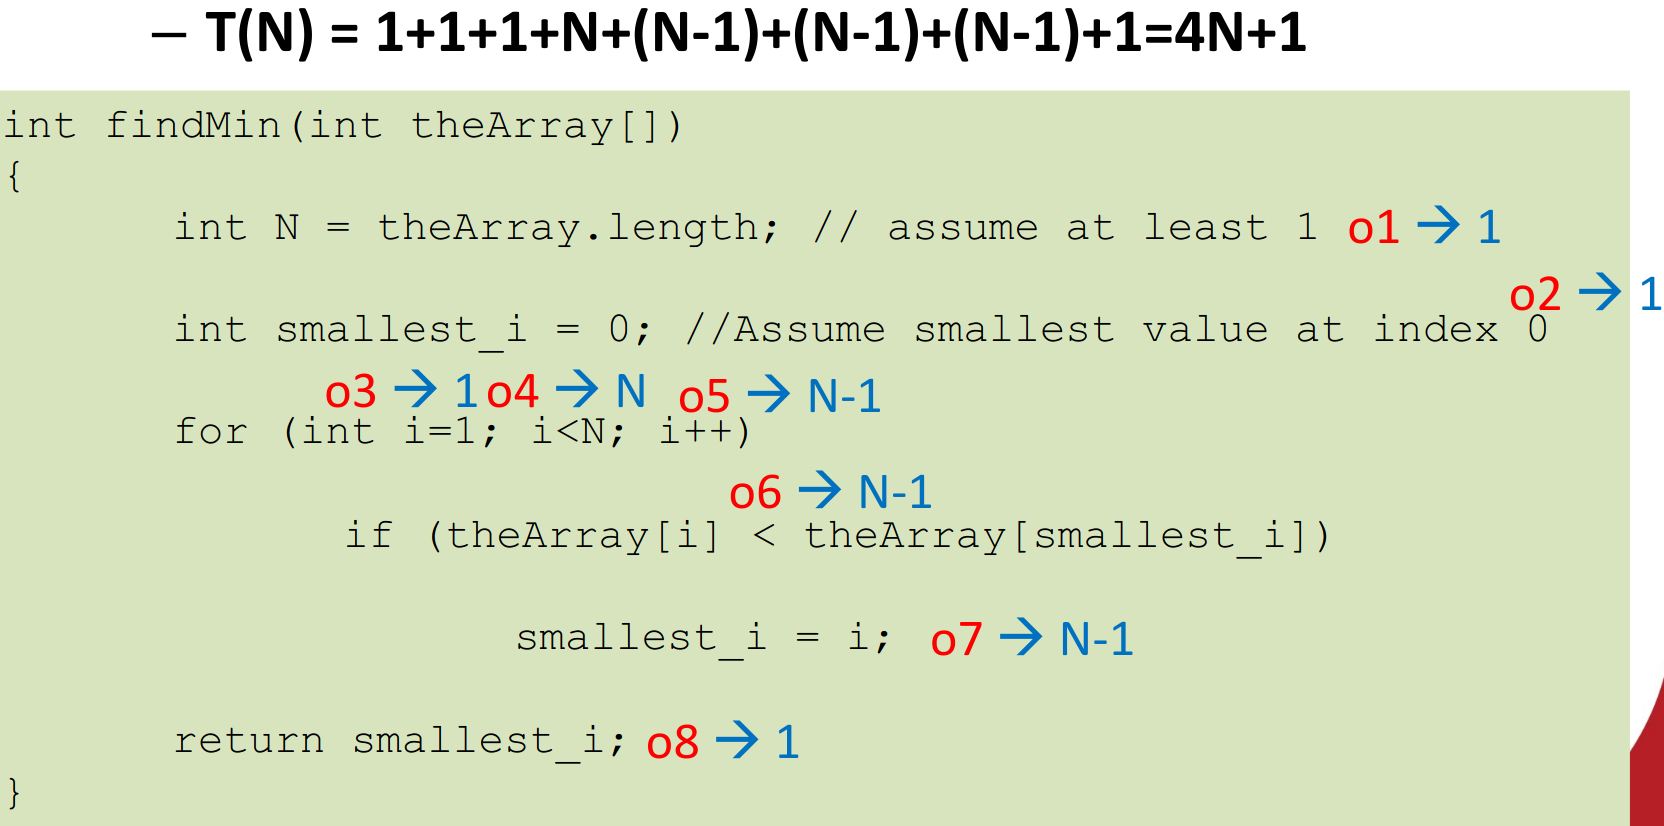 – T(N) = 1+1+1+N+(N-1)+(N-1)+(N-1)+1=4N+1
int findMin(int theArray[])
{
int N = theArray.length; // assume at least 1 o1 → 1
o2 → 1
int smallest_i = 0; //Assume smallest value at index 0
o3 → 1 o4 → N o5 → N-1
for (int i=1; i<N; i++)
o6 → N-1
if (theArray[i] < theArray[smallest_i])
smallest_i = i; o7 → N-1
return smallest_i; o8 → 1
}